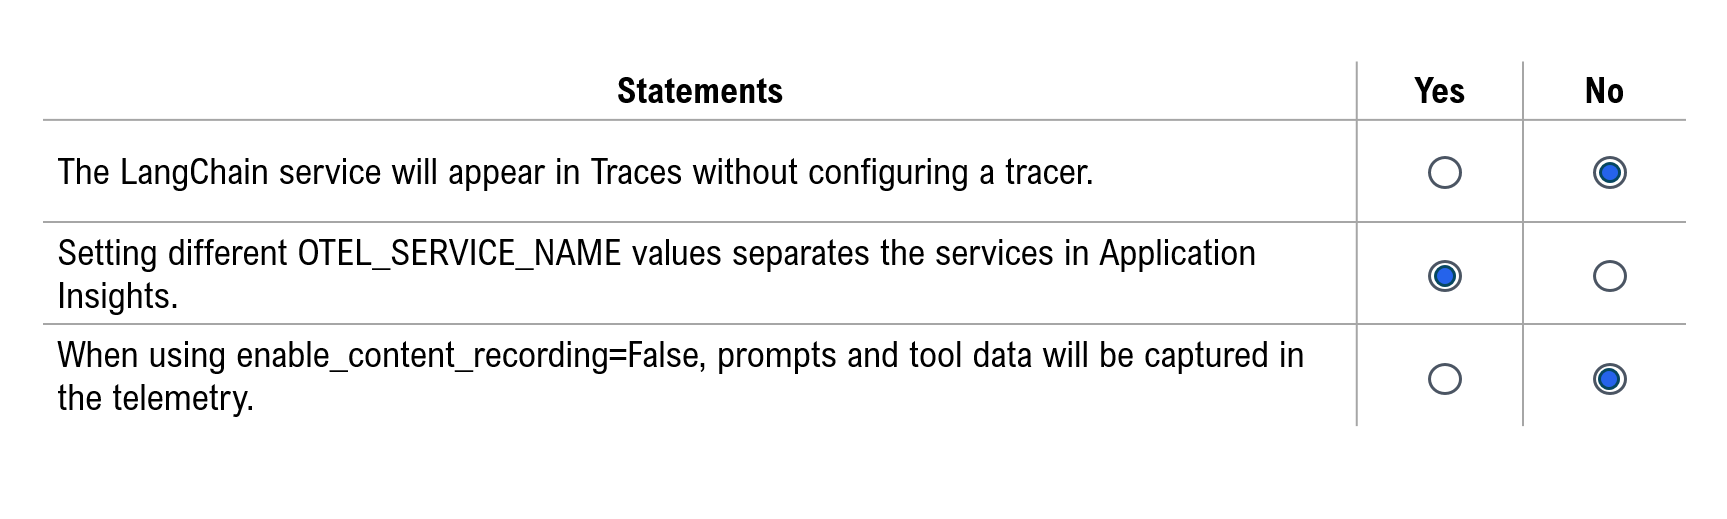 Statements Yes No
The LangChain service will appear in Traces without configuring a tracer.
Setting different OTEL_SERVICE_NAME values separates the services in Application
Insights.
When using enable_content_recording=False, prompts and tool data will be captured in
the telemetry.